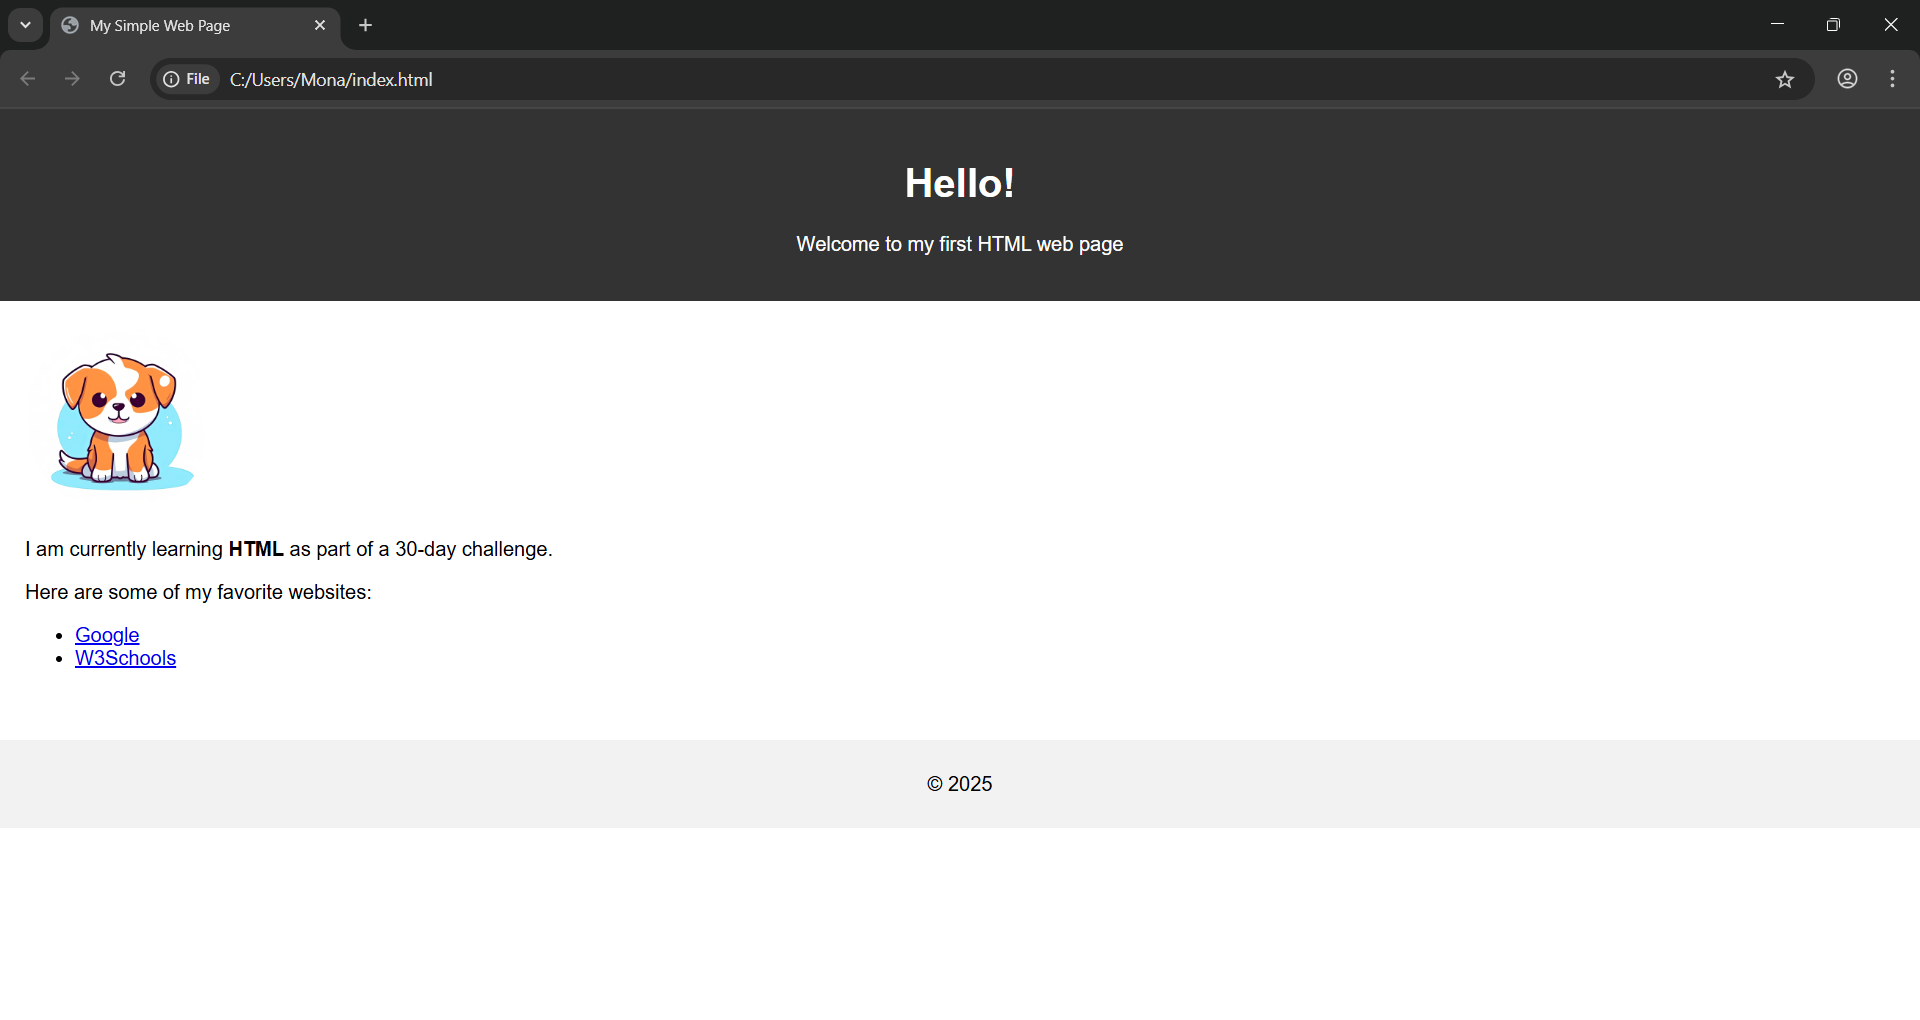 My Simple Web Page
File C:/Users/Mona/index.html
Hello!
Welcome to my first HTML web page
I am currently learning HTML as part of a 30-day challenge.
Here are some of my favorite websites:
• Google
• W3Schools
© 2025